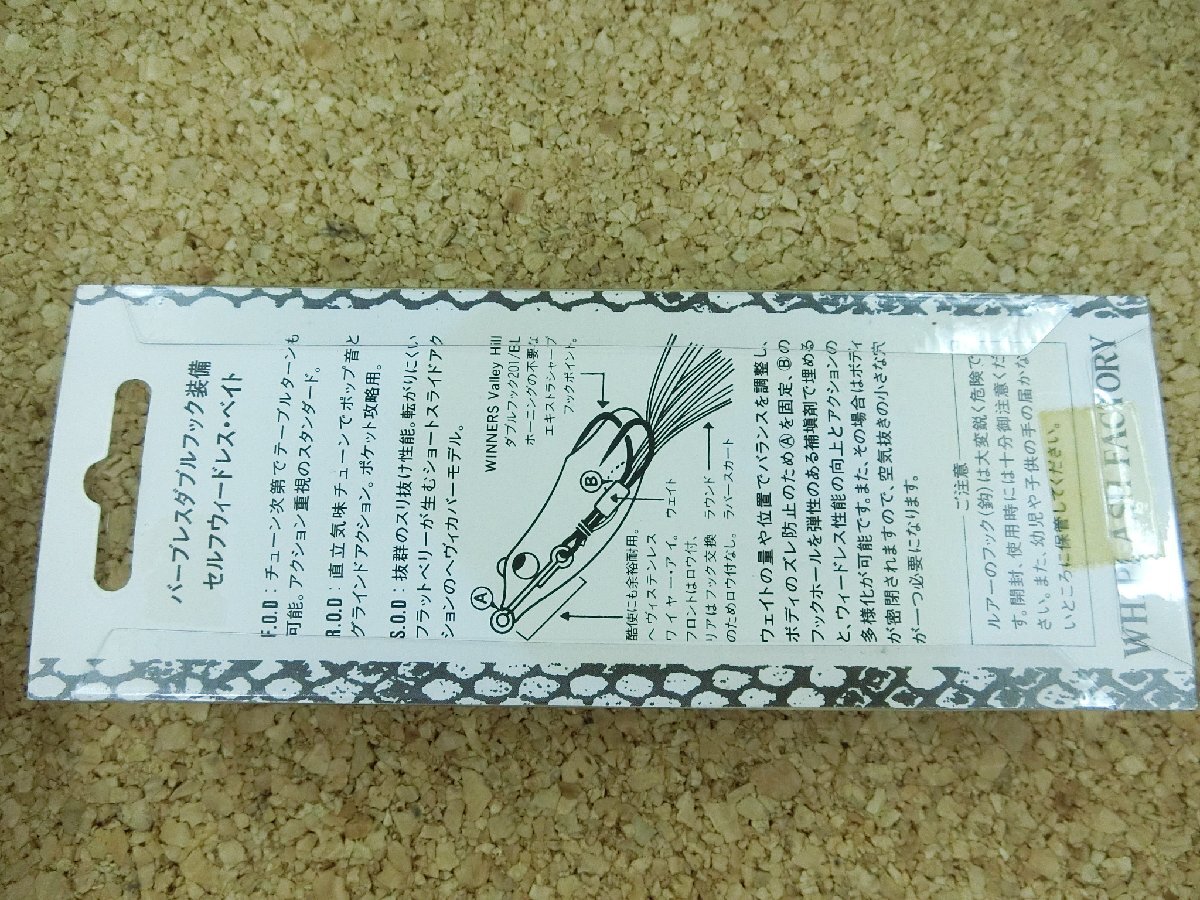 バーブレスダブルフック装備
セルフウィードレス・ベイト
F.O.D：チューン次第でテーブルターンも
可能。アクション重視のスタンダード。
R.O.D：直立気味チューンでポップ音と
グラインドアクション。ポケット攻略用。
S.O.D：抜群のスリ抜け性能。転がりにくい
フラットベリーが生むショートスライドアク
ションのヘヴィカバーモデル。
WINNERS Valley Hill
ダブルフック201/BL
ホーニングの不要な
エキストラシャープ
フックポイント。
A
B
酷使にも余裕耐用。
ヘヴィステンレス
ワイヤー・アイ。
フロントはロウ付、
リアはフック交換
のためロウ付なし。
ウェイト
ラウンド
ラバースカート
ウェイトの量や位置でバランスを調整し、
ボディのズレ防止のためⒶを固定、Ⓑの
フックホールを弾性のある補填剤で埋める
と、ウィードレス性能の向上とアクションの
多様化が可能です。また、その場合はボディ
が密閉されますので、空気抜きの小さな穴
が一つ必要になります。
ご注意
ルアーのフック（鈎）は大変鋭く危険で
す。開封、使用時には十分御注意くだ
さい。また、幼児や子供の手の届かな
いところに保管してください。
WHIPLASH FACTORY